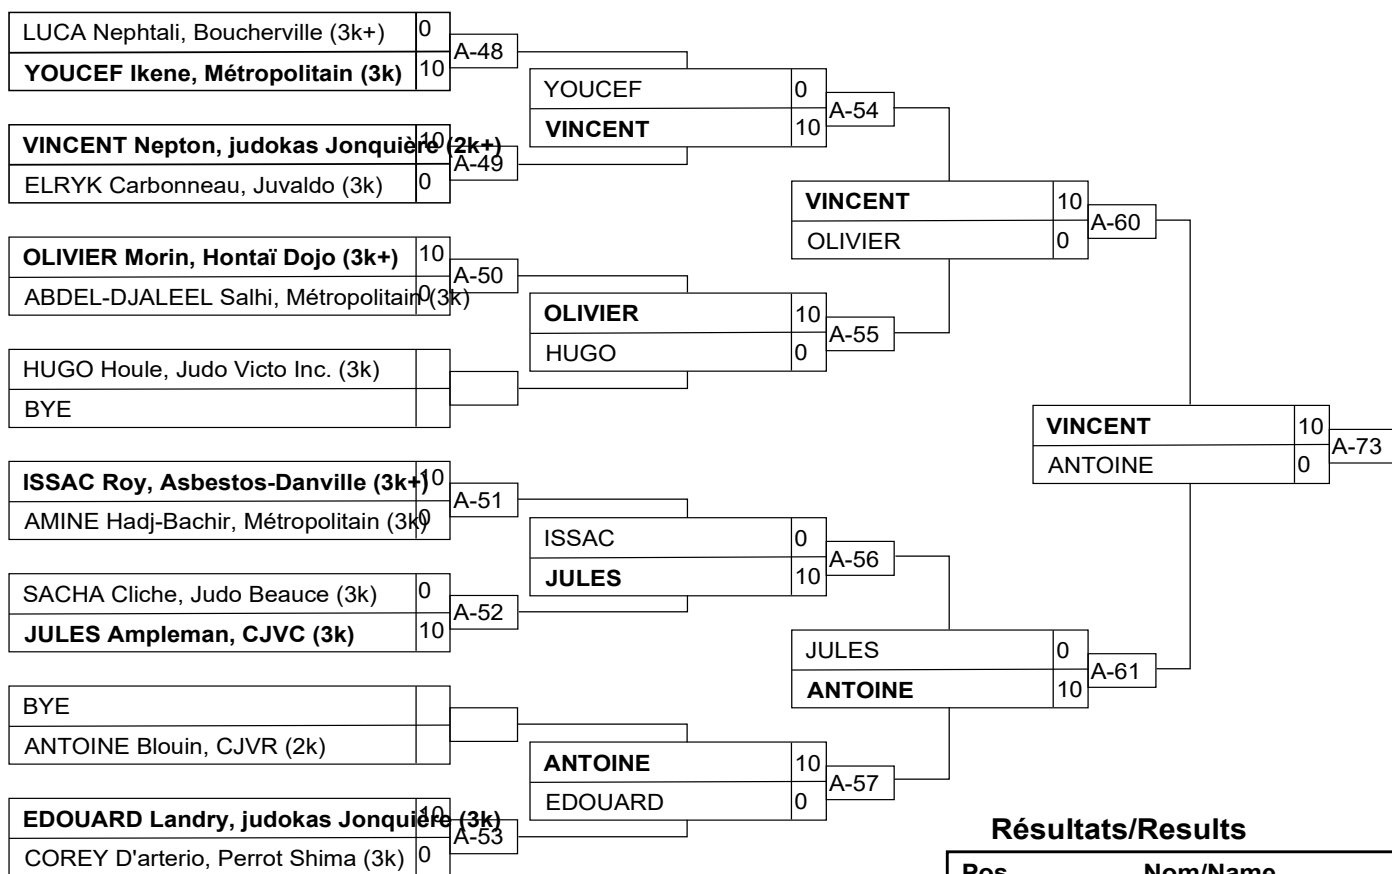 LUCA Nephtali, Boucherville (3k+) 0
A-48
YOUCEF Ikene, Métropolitain (3k) 10
YOUCEF 0
A-54
VINCENT 10
VINCENT Nepton, judokas Jonquière (2k+) 10
A-49
ELRYK Carbonneau, Juvaldo (3k) 0
VINCENT 10
A-60
OLIVIER 0
OLIVIER Morin, Hontaï Dojo (3k+) 10
A-50
ABDEL-DJALEEL Salhi, Métropolitain (3k) 0
OLIVIER 10
A-55
HUGO 0
HUGO Houle, Judo Victo Inc. (3k)
BYE
VINCENT 10
A-73
ANTOINE 0
ISSAC Roy, Asbestos-Danville (3k+) 10
A-51
AMINE Hadj-Bachir, Métropolitain (3k) 0
ISSAC 0
A-56
JULES 10
SACHA Cliche, Judo Beauce (3k) 0
A-52
JULES Ampleman, CJVC (3k) 10
JULES 0
A-61
ANTOINE 10
BYE
ANTOINE Blouin, CJVR (2k)
ANTOINE 10
A-57
EDOUARD 0
EDOUARD Landry, judokas Jonquière (3k) 10
A-53
COREY D'arterio, Perrot Shima (3k) 0
Résultats/Results
Pos Nom/Name